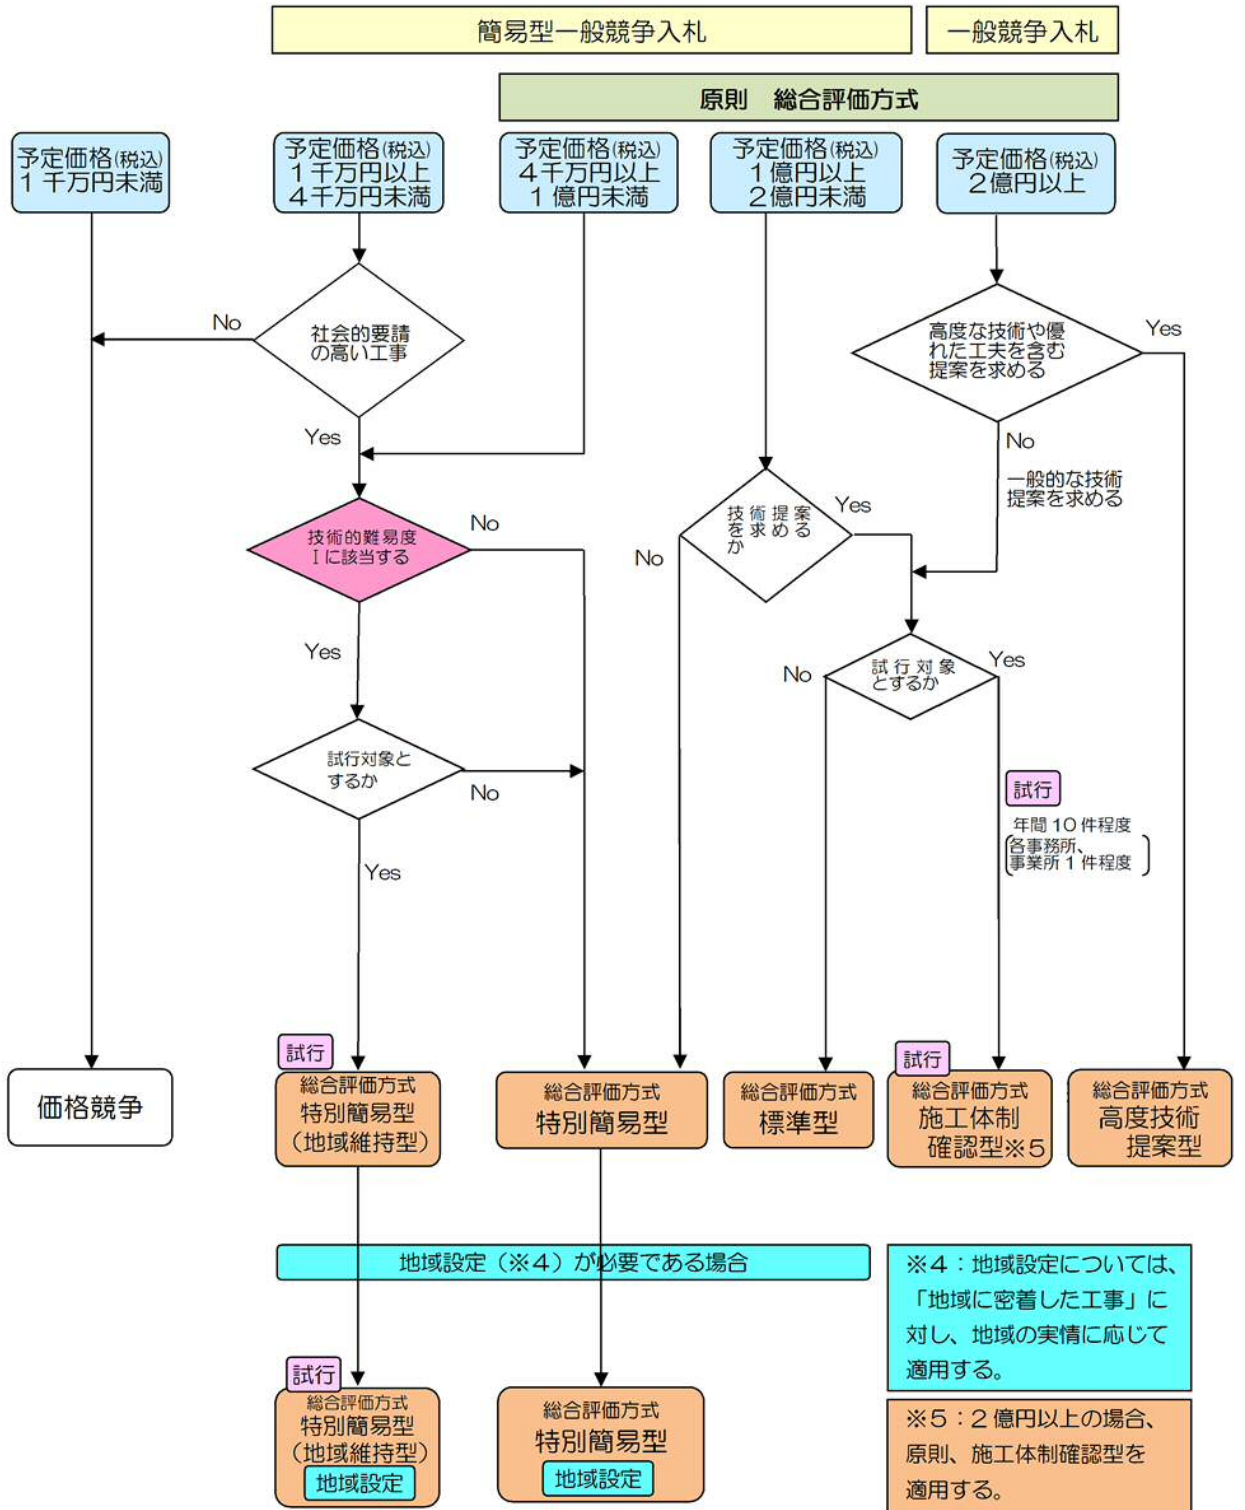 簡易型一般競争入札
一般競争入札
原則　総合評価方式
予定価格(税込)
１千万円未満
予定価格(税込)
１千万円以上
４千万円未満
予定価格(税込)
４千万円以上
１億円未満
予定価格(税込)
１億円以上
２億円未満
予定価格(税込)
２億円以上
社会的要請
の高い工事
No
Yes
高度な技術や優
れた工夫を含む
提案を求める
Yes
No
一般的な技術
提案を求める
技術提案
を求める
か
Yes
No
技術的難易度
Ⅰに該当する
No
Yes
試行対象
とするか
No
Yes
試行対象と
するか
No
Yes
試行
年間10件程度
各事務所、
事業所１件程度
価格競争
試行
総合評価方式
特別簡易型
（地域維持型）
総合評価方式
特別簡易型
総合評価方式
標準型
試行
総合評価方式
施工体制
確認型※５
総合評価方式
高度技術
提案型
地域設定（※４）が必要である場合
※４：地域設定については、
「地域に密着した工事」に
対し、地域の実情に応じて
適用する。
試行
総合評価方式
特別簡易型
（地域維持型）
地域設定
総合評価方式
特別簡易型
地域設定
※５：２億円以上の場合、
原則、施工体制確認型を
適用する。